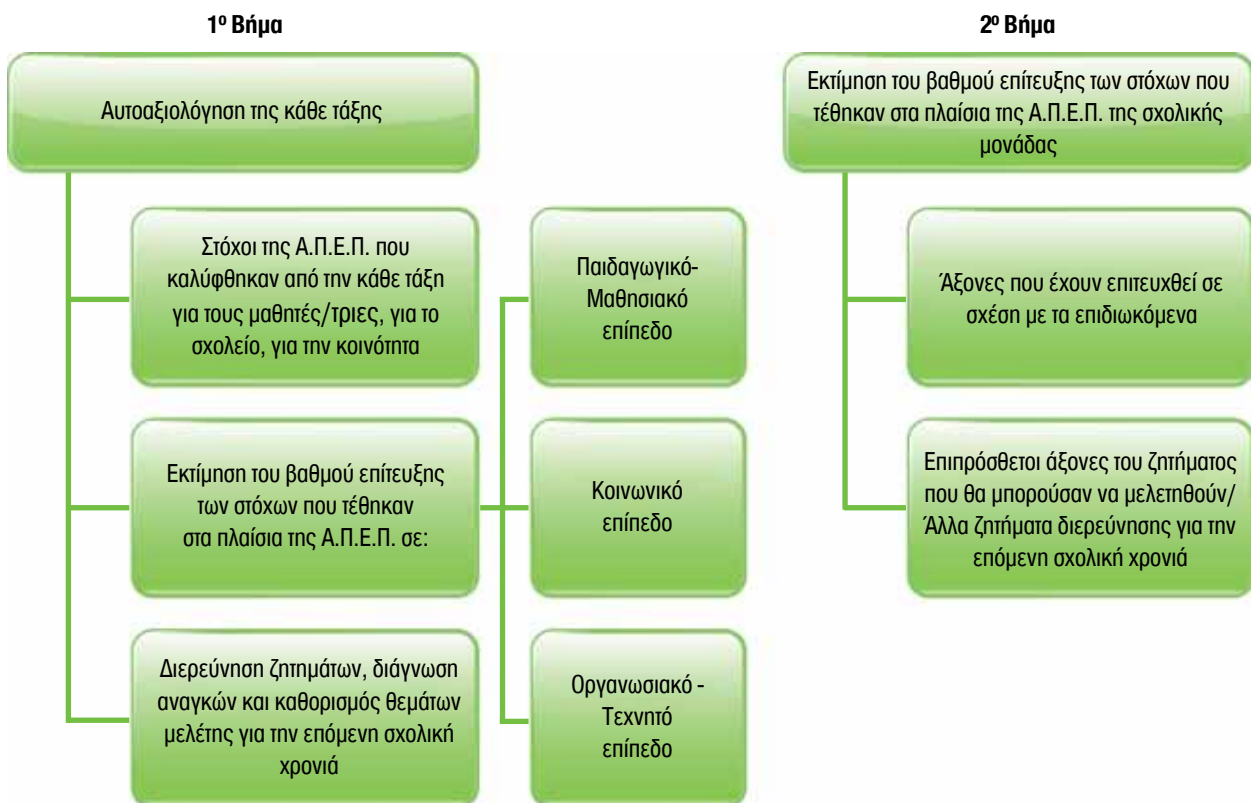 1º Βήμα
Αυτοαξιολόγηση της κάθε τάξης
Στόχοι της Α.Π.Ε.Π. που
καλύφθηκαν από την κάθε τάξη
για τους μαθητές/τριες, για το
σχολείο, για την κοινότητα
Εκτίμηση του βαθμού επίτευξης
των στόχων που τέθηκαν
στα πλαίσια της Α.Π.Ε.Π. σε:
Παιδαγωγικό-
Μαθησιακό
επίπεδο
Κοινωνικό
επίπεδο
Οργανωσιακό -
Τεχνητό
επίπεδο
Διερεύνηση ζητημάτων, διάγνωση
αναγκών και καθορισμός θεμάτων
μελέτης για την επόμενη σχολική
χρονιά
2º Βήμα
Εκτίμηση του βαθμού επίτευξης των στόχων που
τέθηκαν στα πλαίσια της Α.Π.Ε.Π. της σχολικής
μονάδας
Άξονες που έχουν επιτευχθεί σε
σχέση με τα επιδιωκόμενα
Επιπρόσθετοι άξονες του ζητήματος
που θα μπορούσαν να μελετηθούν/
Άλλα ζητήματα διερεύνησης για την
επόμενη σχολική χρονιά